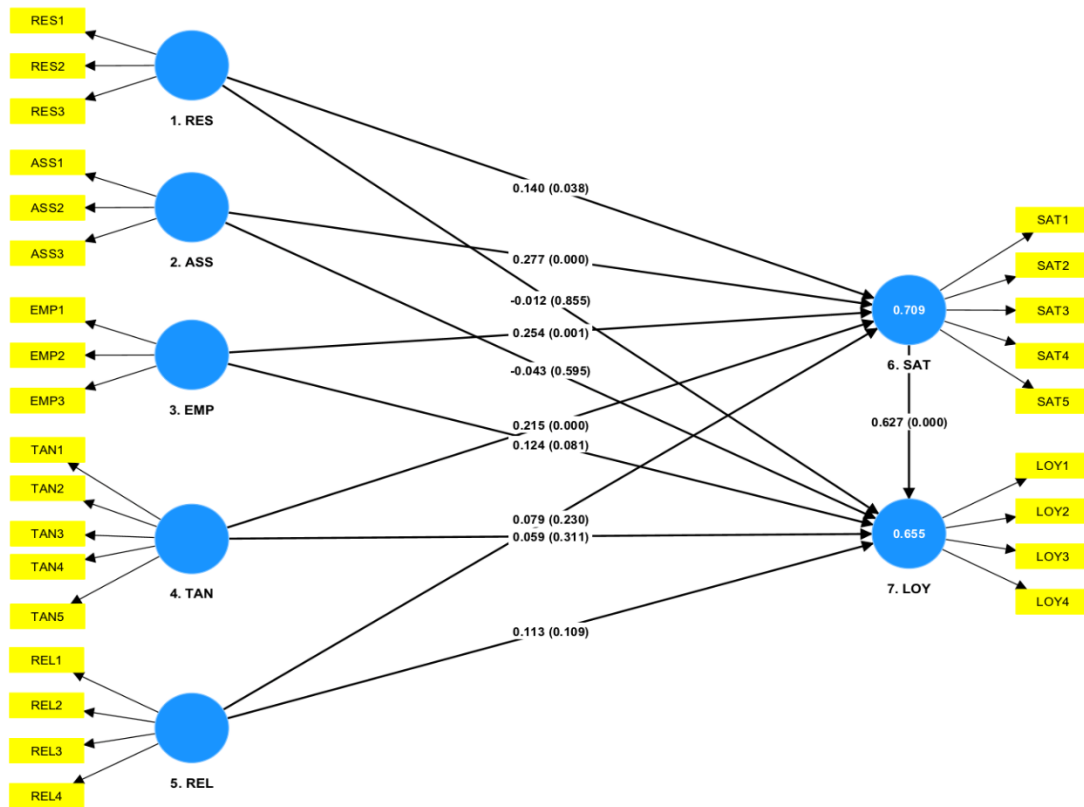 RES1
RES2
RES3
1. RES
ASS1
ASS2
ASS3
2. ASS
EMP1
EMP2
EMP3
3. EMP
TAN1
TAN2
TAN3
TAN4
TAN5
4. TAN
REL1
REL2
REL3
REL4
5. REL
0.140 (0.038)
0.277 (0.000)
-0.012 (0.855)
0.254 (0.001)
-0.043 (0.595)
0.215 (0.000)
0.124 (0.081)
0.079 (0.230)
0.059 (0.311)
0.113 (0.109)
0.709
6. SAT
0.627 (0.000)
0.655
7. LOY
SAT1
SAT2
SAT3
SAT4
SAT5
LOY1
LOY2
LOY3
LOY4